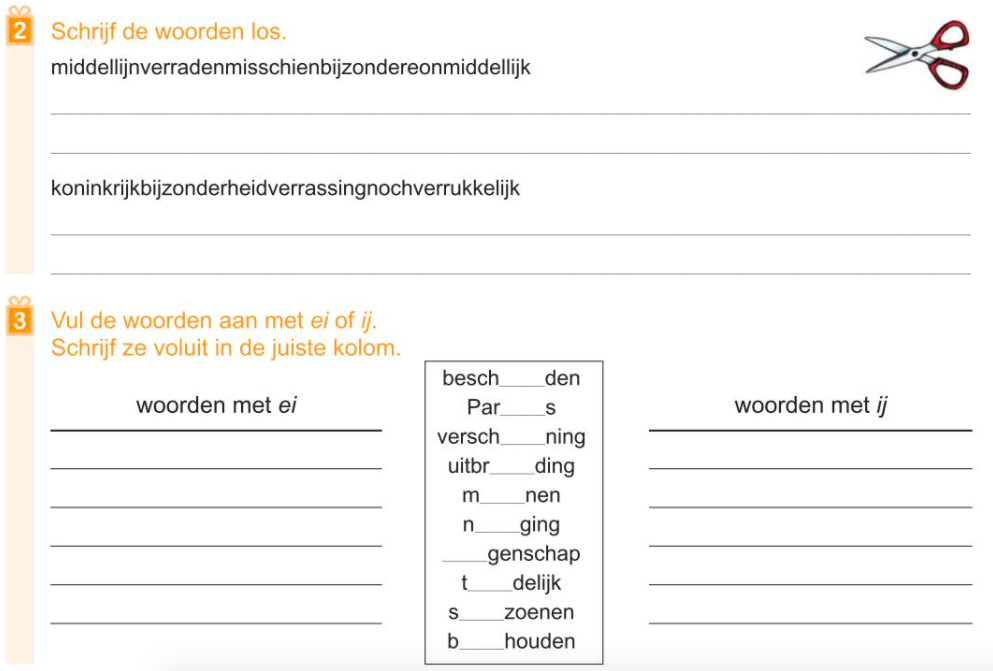 2 Schrijf de woorden los.
middellijnverradenmisschienbijzondereonmiddellijk
koninkrijkbijzonderheidverrassingnochverrukkelijk
3 Vul de woorden aan met ei of ij.
Schrijf ze voluit in de juiste kolom.
woorden met ei
besch____den
Par____s
versch____ning
uitbr____ding
m____nen
n____ging
____genschap
t____delijk
s____zoenen
b____houden
woorden met ij